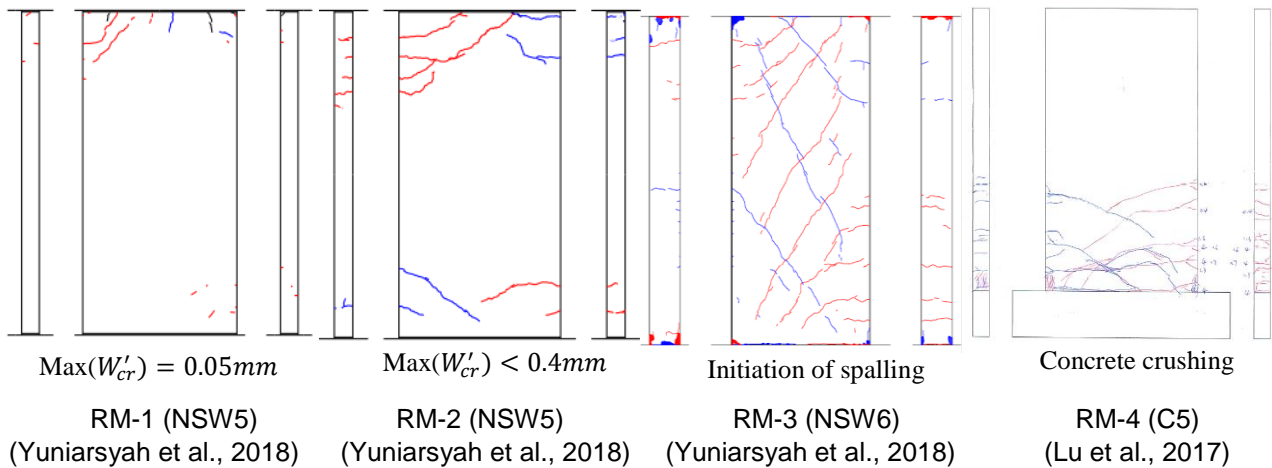 Max(W′cr) = 0.05mm
Max(W′cr) < 0.4mm
Initiation of spalling
Concrete crushing
RM-1 (NSW5)
(Yuniarsyah et al., 2018)
RM-2 (NSW5)
(Yuniarsyah et al., 2018)
RM-3 (NSW6)
(Yuniarsyah et al., 2018)
RM-4 (C5)
(Lu et al., 2017)